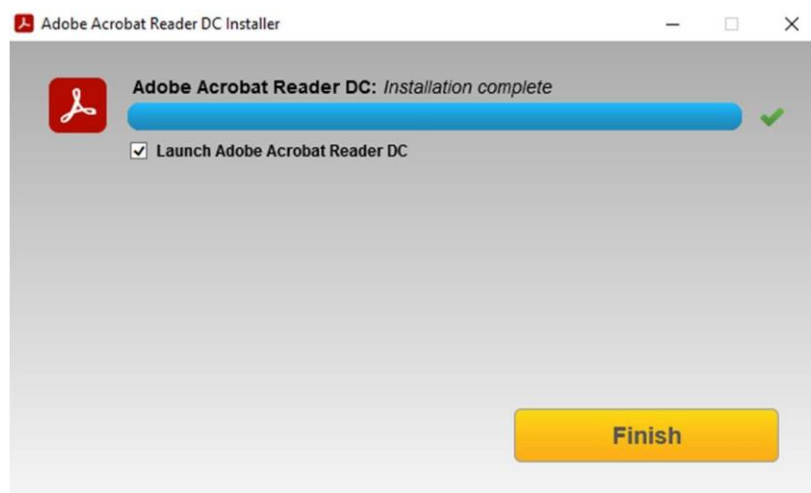 Adobe Acrobat Reader DC Installer
Adobe Acrobat Reader DC: Installation complete
Launch Adobe Acrobat Reader DC
Finish